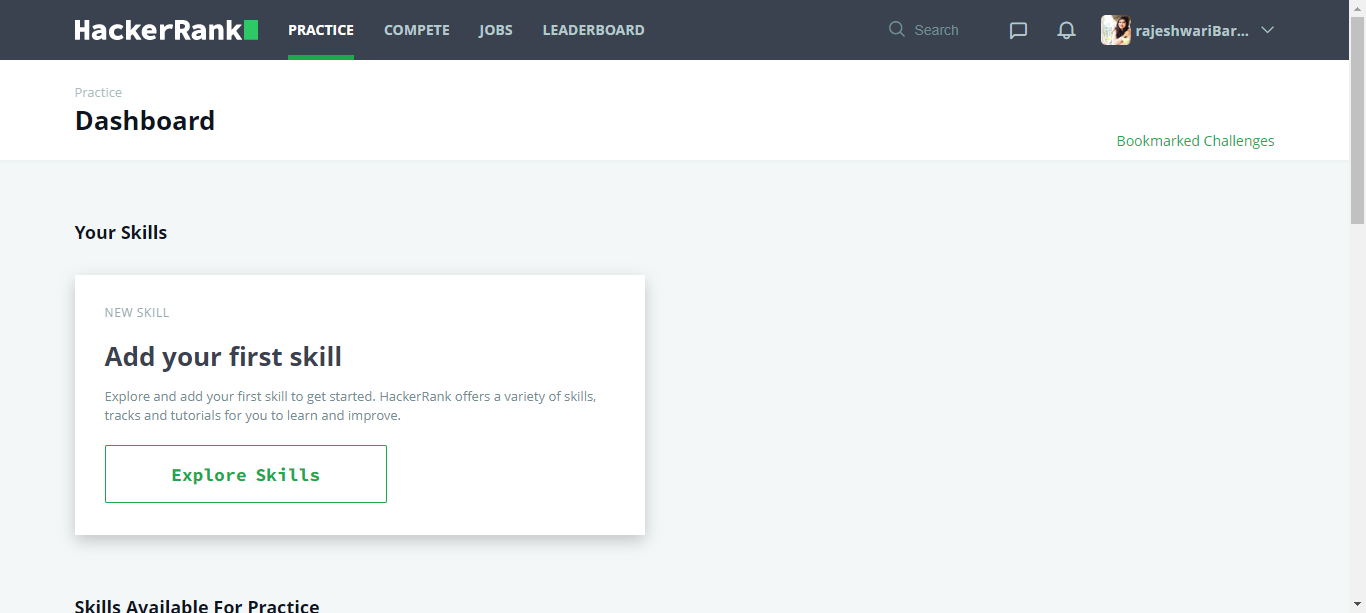 HackerRank PRACTICE COMPETE JOBS LEADERBOARD Search rajeshwariBar...
Practice
Dashboard
Bookmarked Challenges
Your Skills
NEW SKILL
Add your first skill
Explore and add your first skill to get started. HackerRank offers a variety of skills,
tracks and tutorials for you to learn and improve.
Explore Skills
Skills Available For Practice